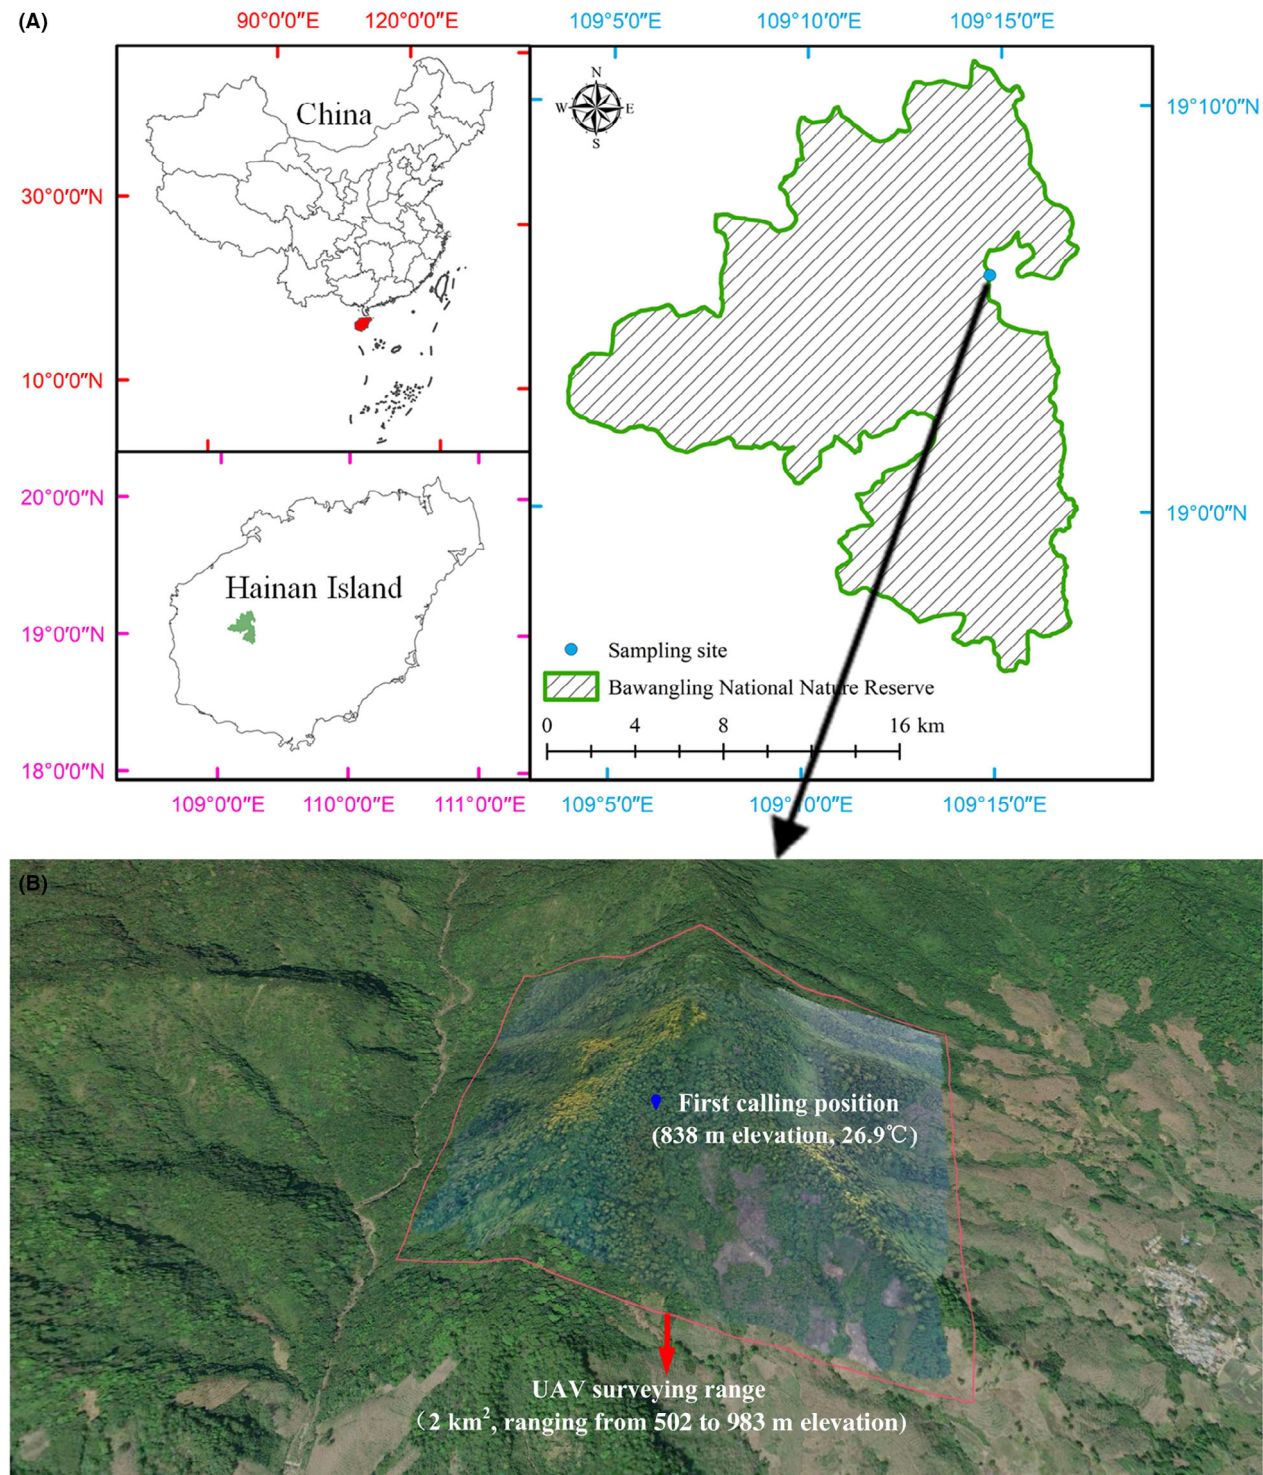 (A)
90°0′0″E 120°0′0″E
109°5′0″E 109°10′0″E 109°15′0″E
China
30°0′0″N
10°0′0″N
N
W E
S
19°10′0″N
19°0′0″N
20°0′0″N
19°0′0″N
18°0′0″N
Hainan Island
Sampling site
Bawangling National Nature Reserve
0 4 8 16 km
109°0′0″E 110°0′0″E 111°0′0″E
109°5′0″E 109°10′0″E 109°15′0″E
(B)
First calling position
(838 m elevation, 26.9℃)
UAV surveying range
(2 km², ranging from 502 to 983 m elevation)